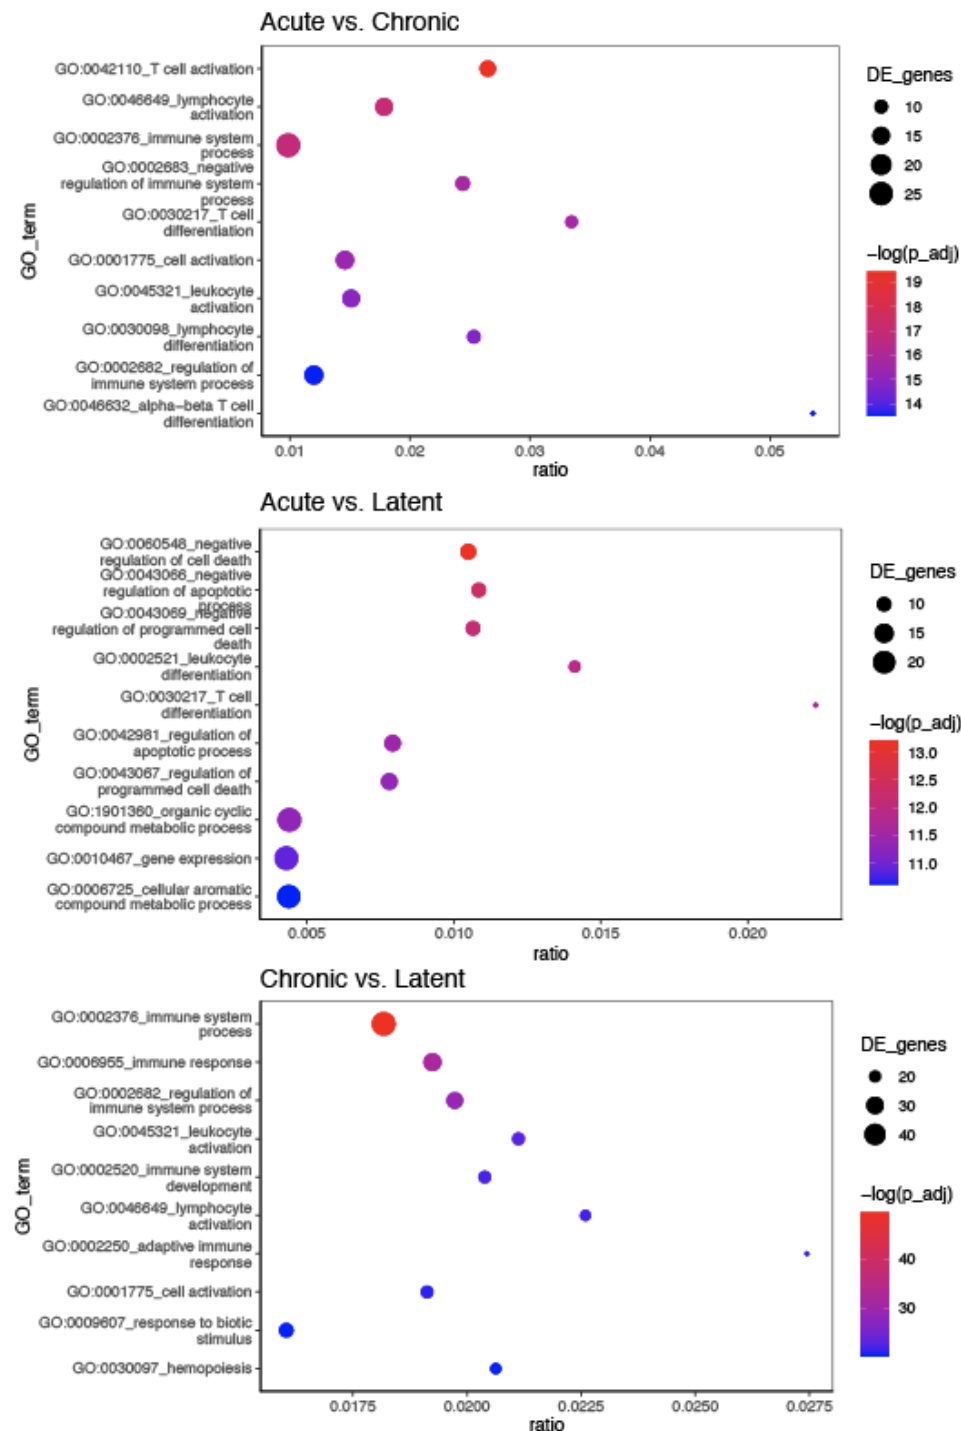 Acute vs. Chronic
GO_term
GO:0042110_T cell activation
GO:0046649_lymphocyte
activation
GO:0002376_immune system
process
GO:0002683_negative
regulation of immune system
process
GO:0030217_T cell
differentiation
GO:0001775_cell activation
GO:0045321_leukocyte
activation
GO:0030098_lymphocyte
differentiation
GO:0002682_regulation of
immune system process
GO:0046632_alpha−beta T cell
differentiation
0.01 0.02 0.03 0.04 0.05
ratio
DE_genes
10
15
20
25
−log(p_adj)
19
18
17
16
15
14
Acute vs. Latent
GO_term
GO:0060548_negative
regulation of cell death
GO:0043066_negative
regulation of apoptotic
process
GO:0043069_negative
regulation of programmed cell
death
GO:0002521_leukocyte
differentiation
GO:0030217_T cell
differentiation
GO:0042981_regulation of
apoptotic process
GO:0043067_regulation of
programmed cell death
GO:1901360_organic cyclic
compound metabolic process
GO:0010467_gene expression
GO:0006725_cellular aromatic
compound metabolic process
0.005 0.010 0.015 0.020
ratio
DE_genes
10
15
20
−log(p_adj)
13.0
12.5
12.0
11.5
11.0
Chronic vs. Latent
GO_term
GO:0002376_immune system
process
GO:0006955_immune response
GO:0002682_regulation of
immune system process
GO:0045321_leukocyte
activation
GO:0002520_immune system
development
GO:0046649_lymphocyte
activation
GO:0002250_adaptive immune
response
GO:0001775_cell activation
GO:0009607_response to biotic
stimulus
GO:0030097_hemopoiesis
0.0175 0.0200 0.0225 0.0250 0.0275
ratio
DE_genes
20
30
40
−log(p_adj)
40
30